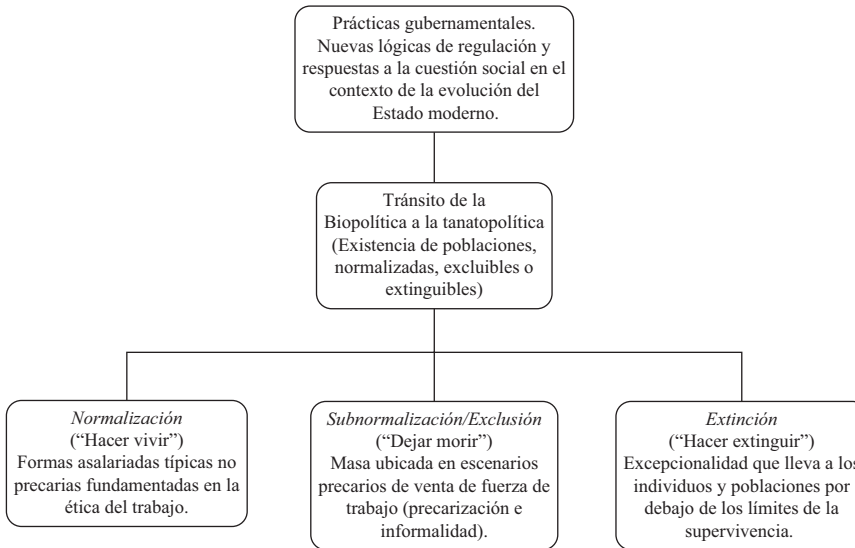 Prácticas gubernamentales.
Nuevas lógicas de regulación y
respuestas a la cuestión social en el
contexto de la evolución del
Estado moderno.
Tránsito de la
Biopolítica a la tanatopolítica
(Existencia de poblaciones,
normalizadas, excluibles o
extinguibles)
Normalización
(“Hacer vivir”)
Formas asalariadas típicas no
precarias fundamentadas en la
ética del trabajo.
Subnormalización/Exclusión
(“Dejar morir”)
Masa ubicada en escenarios
precarios de venta de fuerza de
trabajo (precarización e
informalidad).
Extinción
(“Hacer extinguir”)
Excepcionalidad que lleva a los
individuos y poblaciones por
debajo de los límites de la
supervivencia.